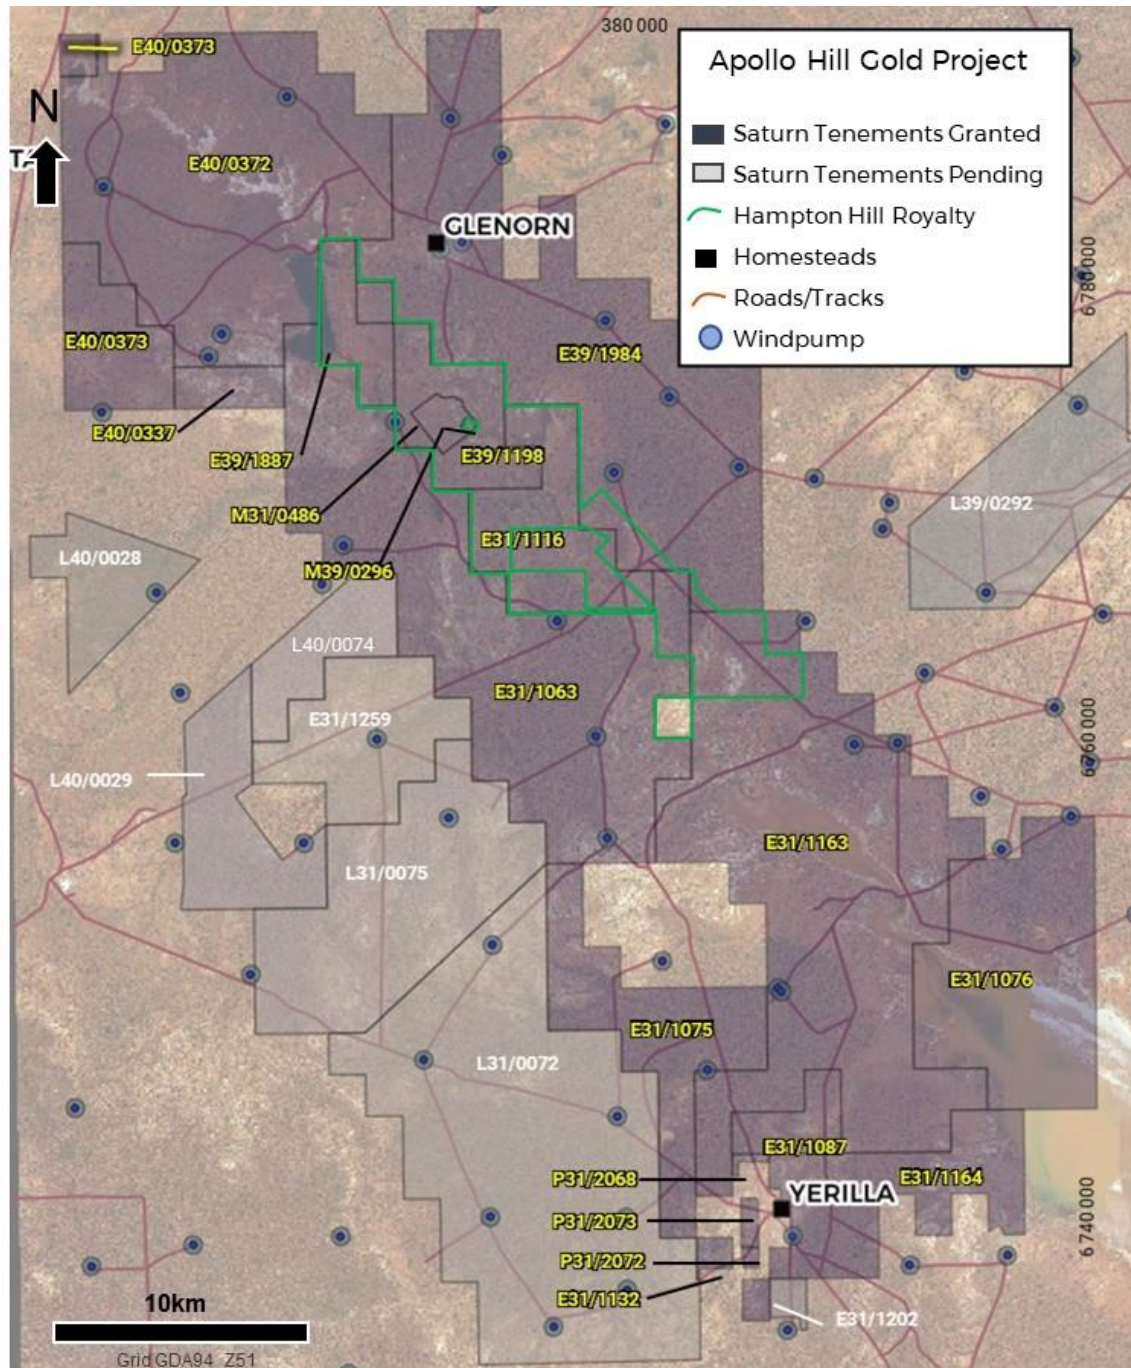 380 000
Apollo Hill Gold Project
Saturn Tenements Granted
Saturn Tenements Pending
Hampton Hill Royalty
Homesteads
Roads/Tracks
Windpump
E40/0373
N
E40/0372
GLENORN
6 780 000
E40/0373
E39/1984
E40/0337
E39/1887
E39/1198
M31/0486
L39/0292
E31/1116
L40/0028
M39/0296
L40/0074
E31/1063
E31/1259
6 760 000
L40/0029
E31/1163
L31/0075
E31/1076
E31/1075
L31/0072
E31/1087
P31/2068
E31/1164
YERILLA
P31/2073
6 740 000
P31/2072
E31/1132
10km
E31/1202
Grid GDA94_Z51